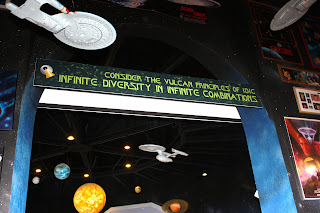 CONSIDER THE VULCAN PRINCIPLES OF IDIC
INFINITE DIVERSITY IN INFINITE COMBINATIONS